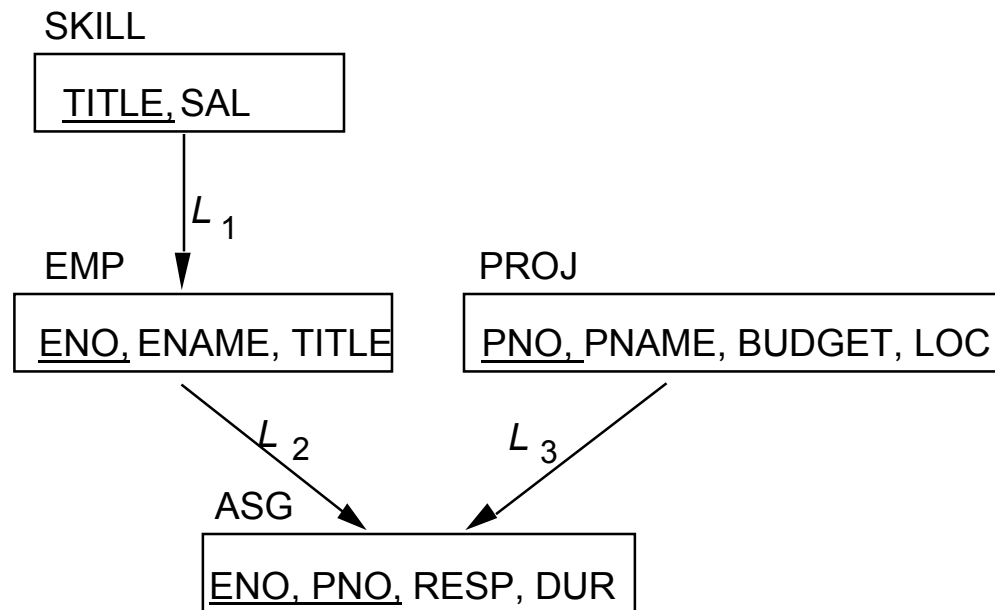 SKILL
TITLE, SAL
L 1
EMP
PROJ
ENO, ENAME, TITLE
PNO, PNAME, BUDGET, LOC
L 2
L 3
ASG
ENO, PNO, RESP, DUR